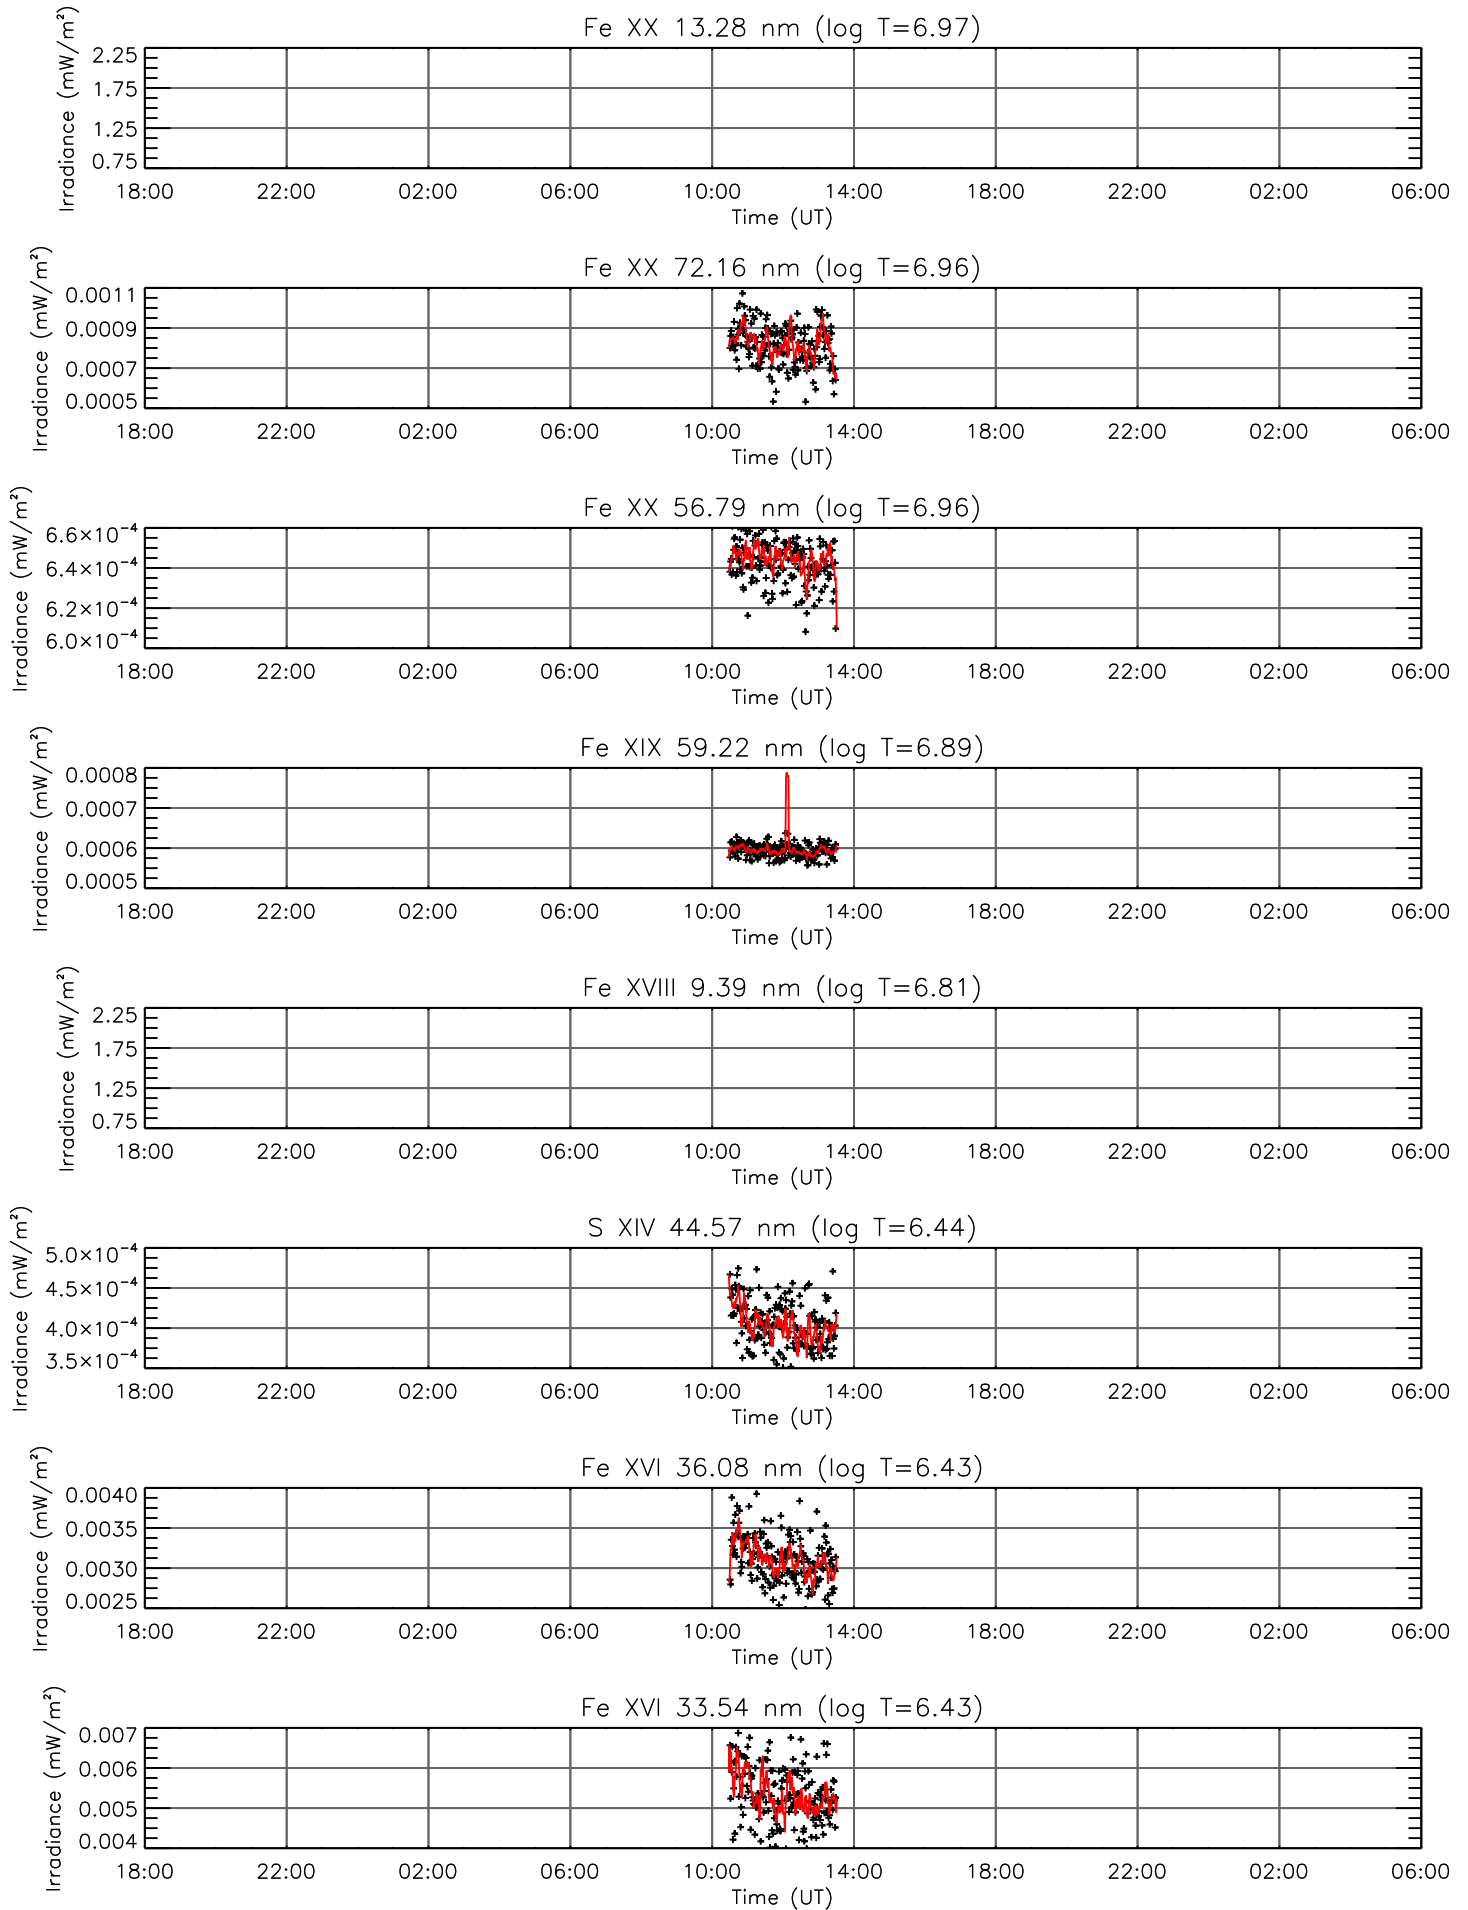 Fe XX 13.28 nm (log T=6.97)
Irradiance (mW/m²)
2.25
1.75
1.25
0.75
18:00 22:00 02:00 06:00 10:00 14:00 18:00 22:00 02:00 06:00
Time (UT)
Fe XX 72.16 nm (log T=6.96)
Irradiance (mW/m²)
0.0011
0.0009
0.0007
0.0005
18:00 22:00 02:00 06:00 10:00 14:00 18:00 22:00 02:00 06:00
Time (UT)
Fe XX 56.79 nm (log T=6.96)
Irradiance (mW/m²)
6.6×10⁻⁴
6.4×10⁻⁴
6.2×10⁻⁴
6.0×10⁻⁴
18:00 22:00 02:00 06:00 10:00 14:00 18:00 22:00 02:00 06:00
Time (UT)
Fe XIX 59.22 nm (log T=6.89)
Irradiance (mW/m²)
0.0008
0.0007
0.0006
0.0005
18:00 22:00 02:00 06:00 10:00 14:00 18:00 22:00 02:00 06:00
Time (UT)
Fe XVIII 9.39 nm (log T=6.81)
Irradiance (mW/m²)
2.25
1.75
1.25
0.75
18:00 22:00 02:00 06:00 10:00 14:00 18:00 22:00 02:00 06:00
Time (UT)
S XIV 44.57 nm (log T=6.44)
Irradiance (mW/m²)
5.0×10⁻⁴
4.5×10⁻⁴
4.0×10⁻⁴
3.5×10⁻⁴
18:00 22:00 02:00 06:00 10:00 14:00 18:00 22:00 02:00 06:00
Time (UT)
Fe XVI 36.08 nm (log T=6.43)
Irradiance (mW/m²)
0.0040
0.0035
0.0030
0.0025
18:00 22:00 02:00 06:00 10:00 14:00 18:00 22:00 02:00 06:00
Time (UT)
Fe XVI 33.54 nm (log T=6.43)
Irradiance (mW/m²)
0.007
0.006
0.005
0.004
18:00 22:00 02:00 06:00 10:00 14:00 18:00 22:00 02:00 06:00
Time (UT)